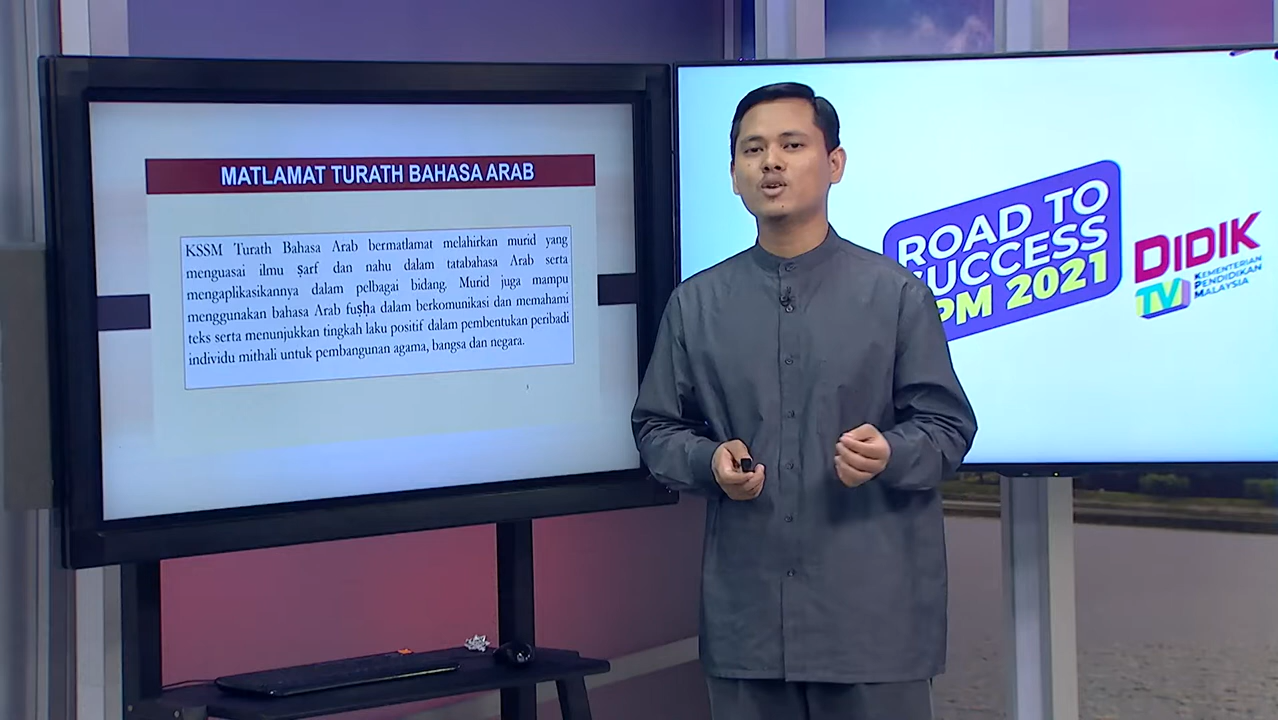 MATLAMAT TURATH BAHASA ARAB
KSSM Turath Bahasa Arab bermatlamat melahirkan murid yang
menguasai ilmu ṣarf dan nahu dalam tatabahasa Arab serta
mengaplikasikannya dalam pelbagai bidang. Murid juga mampu
menggunakan bahasa Arab fuṣḥa dalam berkomunikasi dan memahami
teks serta menunjukkan tingkah laku positif dalam pembentukan peribadi
individu mithali untuk pembangunan agama, bangsa dan negara.
ROAD TO
SUCCESS
PM 2021
DIDIK
TV
KEMENTERIAN
PENDIDIKAN
MALAYSIA